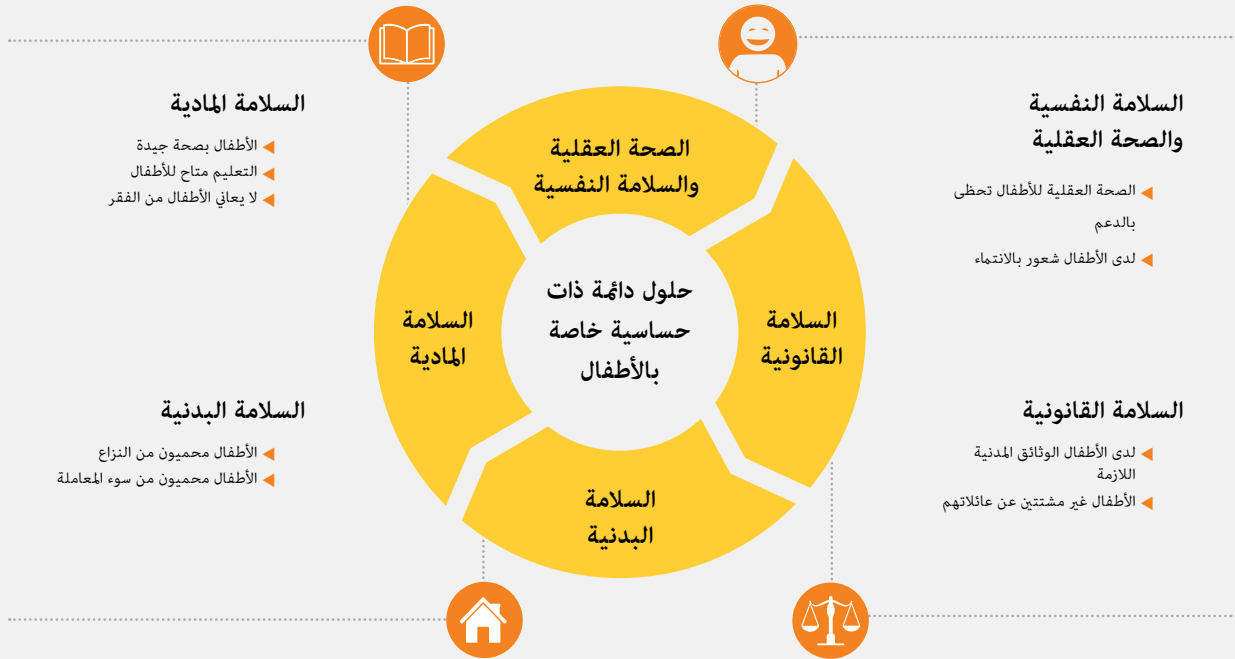 السلامة النفسية
والصحة العقلية
الصحة العقلية للأطفال تحظى
بالدعم
لدى الأطفال شعور بالانتماء
السلامة المادية
الأطفال بصحة جيدة
التعليم متاح للأطفال
لا يعاني الأطفال من الفقر
الصحة العقلية
والسلامة النفسية
السلامة
القانونية
حلول دائمة ذات
حساسية خاصة
بالأطفال
السلامة
المادية
السلامة
البدنية
السلامة القانونية
لدى الأطفال الوثائق المدنية
اللازمة
الأطفال غير مشتتين عن عائلاتهم
السلامة البدنية
الأطفال محميون من النزاع
الأطفال محميون من سوء المعاملة